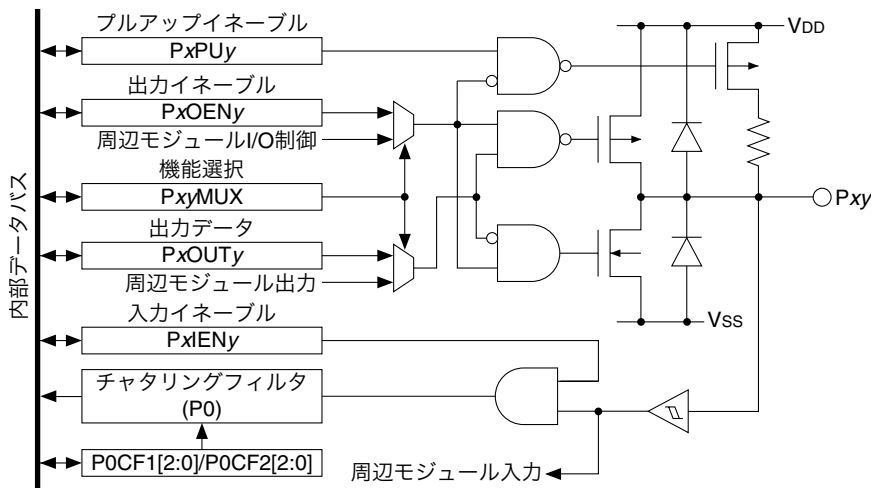 内部データバス
プルアップイネーブル
PxPUy
出力イネーブル
PxOENy
周辺モジュールI/O制御
機能選択
PxyMUX
出力データ
PxOUTy
周辺モジュール出力
入力イネーブル
PxIENy
チャタリングフィルタ
(P0)
P0CF1[2:0]/P0CF2[2:0]
周辺モジュール入力
VDD
Pxy
VSS